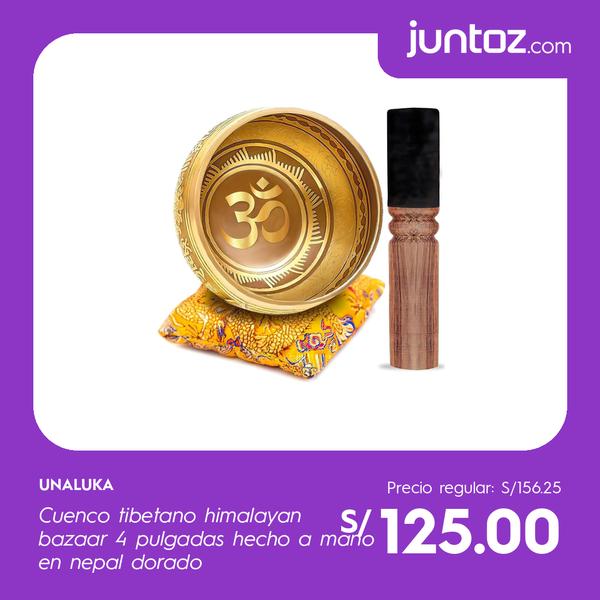 juntoz.com
ॐ
UNALUKA
Precio regular: S/156.25
Cuenco tibetano himalayan
bazaar 4 pulgadas hecho a mano
en nepal dorado
S/125.00